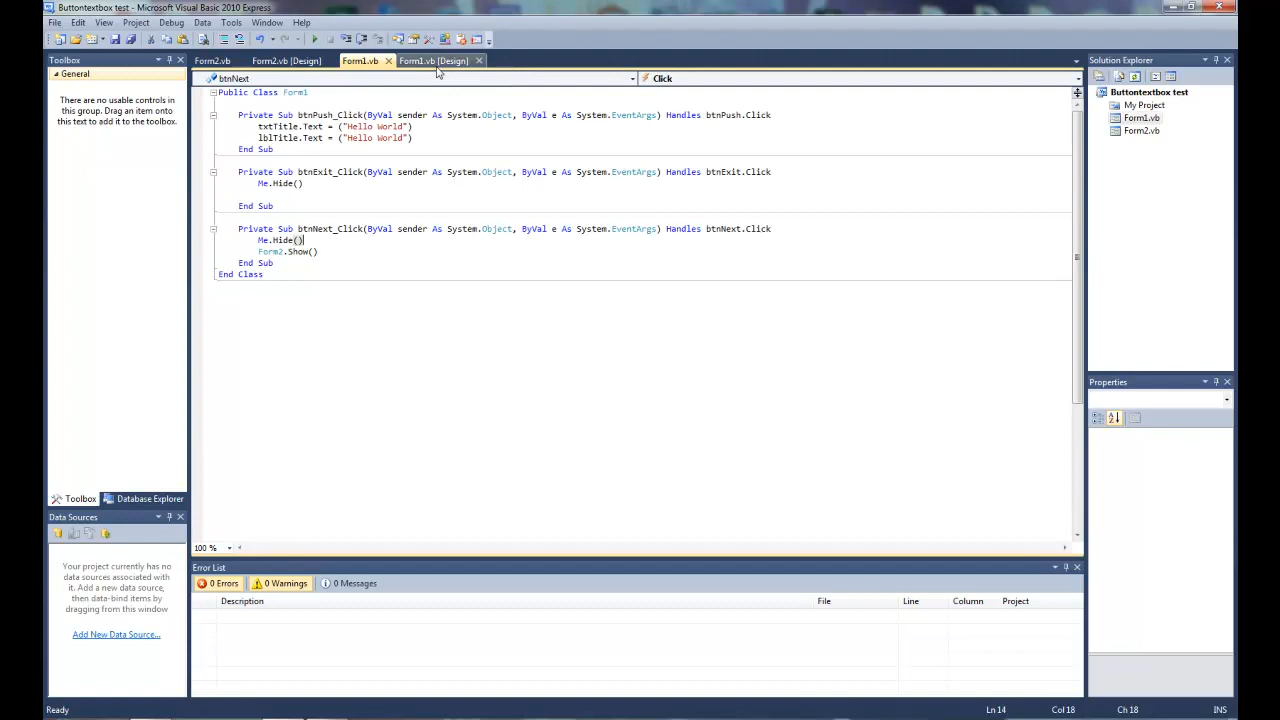 Buttontextbox test - Microsoft Visual Basic 2010 Express
File Edit View Project Debug Data Tools Window Help
Toolbox
General
There are no usable controls in
this group. Drag an item onto
this text to add it to the toolbox.
Toolbox Database Explorer
Data Sources
Your project currently has no
data sources associated with
it. Add a new data source,
then data-bind items by
dragging from this window
Add New Data Source...
Form2.vb Form2.vb [Design] Form1.vb Form1.vb [Design]
btnNext Click
Public Class Form1
Private Sub btnPush_Click(ByVal sender As System.Object, ByVal e As System.EventArgs) Handles btnPush.Click
txtTitle.Text = ("Hello World")
lblTitle.Text = ("Hello World")
End Sub
Private Sub btnExit_Click(ByVal sender As System.Object, ByVal e As System.EventArgs) Handles btnExit.Click
Me.Hide()
End Sub
Private Sub btnNext_Click(ByVal sender As System.Object, ByVal e As System.EventArgs) Handles btnNext.Click
Me.Hide()
Form2.Show()
End Sub
End Class
100 %
Error List
0 Errors 0 Warnings 0 Messages
Description File Line Column Project
Solution Explorer
Buttontextbox test
My Project
Form1.vb
Form2.vb
Properties
Ready Ln 14 Col 18 Ch 18 INS